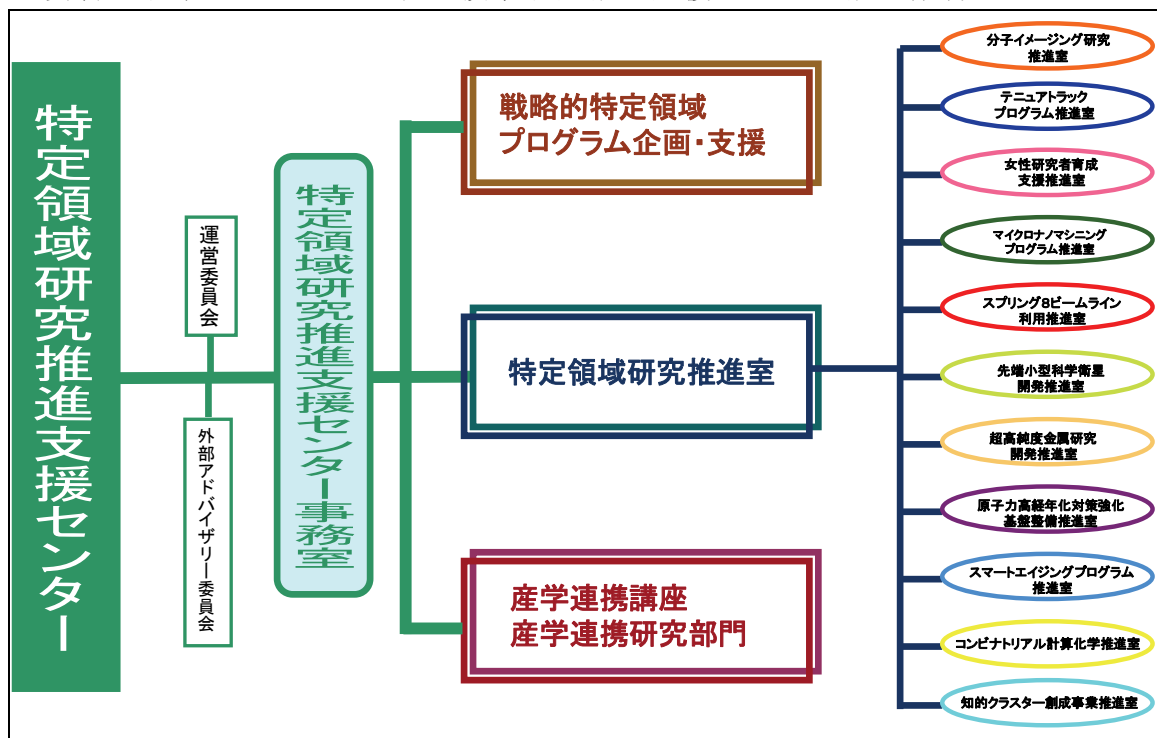 特定領域研究推進支援センター
運営委員会
外部アドバイザリー委員会
特定領域研究推進支援センター事務室
戦略的特定領域
プログラム企画・支援
特定領域研究推進室
産学連携講座
産学連携研究部門
分子イメージング研究
推進室
テニュアトラック
プログラム推進室
女性研究者育成
支援推進室
マイクロナノマシニング
プログラム推進室
スプリング8ビームライン
利用推進室
先端小型科学衛星
開発推進室
超高純度金属研究
開発推進室
原子力高経年化対策強化
基盤整備推進室
スマートエイジングプログラム
推進室
コンビナトリアル計算化学推進室
知的クラスター創成事業推進室